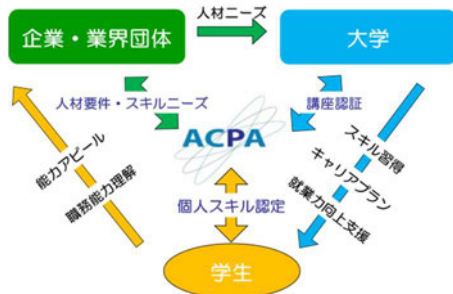 人材ニーズ
企業・業界団体
大学
人材要件・スキルニーズ
講座認証
ACPA
能力アピール
職務能力理解
スキル習得
キャリアプラン
就業力向上支援
個人スキル認定
学生